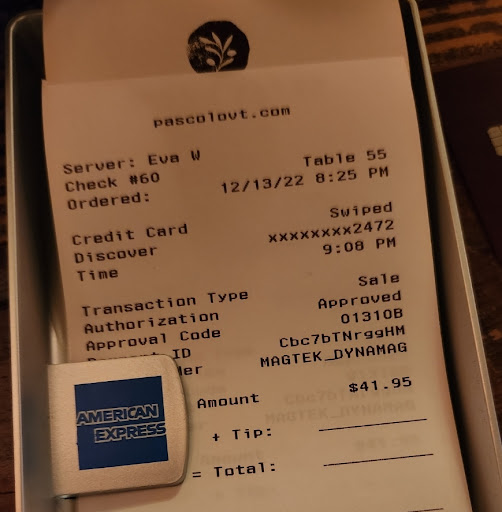 pascolovt.com
Server: Eva W
Check #60 Table 55
Ordered: 12/13/22 8:25 PM
Credit Card Swiped
Discover xxxxxxxx2472
Time 9:08 PM
Transaction Type Sale
Authorization Approved
Approval Code 01310B
ID Cbc7bTNrggHM
MAGTEK_DYNAMAG
Amount $41.95
+ Tip:
= Total:
AMERICAN
EXPRESS